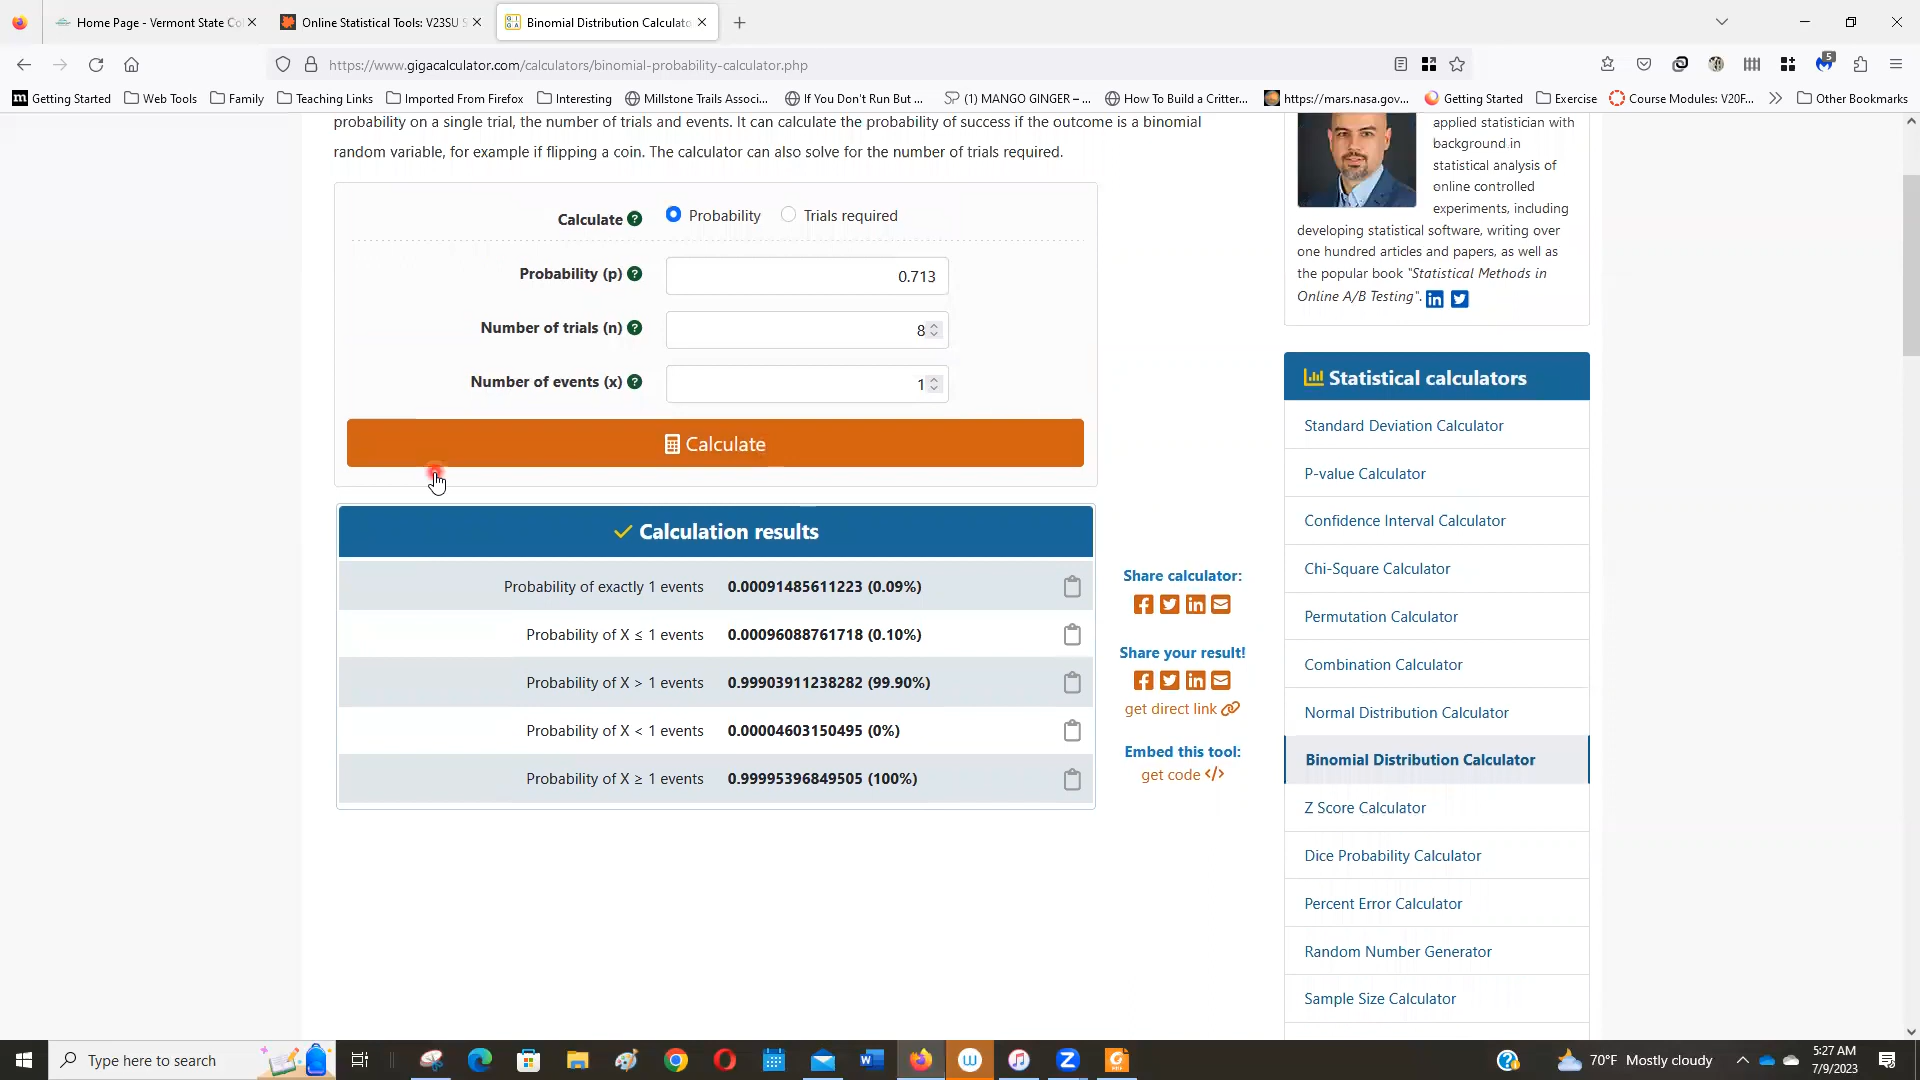 Home Page - Vermont State Co
Online Statistical Tools: V23SU S
Binomial Distribution Calculato
https://www.gigacalculator.com/calculators/binomial-probability-calculator.php
5
Getting Started
Web Tools
Family
Teaching Links
Imported From Firefox
Interesting
Millstone Trails Associ...
If You Don't Run But ...
(1) MANGO GINGER – ...
How To Build a Critter...
https://mars.nasa.gov...
Getting Started
Exercise
Course Modules: V20F...
Other Bookmarks
probability on a single trial, the number of trials and events. It can calculate the probability of success if the outcome is a binomial
random variable, for example if flipping a coin. The calculator can also solve for the number of trials required.
Calculate ? Probability Trials required
Probability (p) ? 0.713
Number of trials (n) ? 8
Number of events (x) ? 1
Calculate
Calculation results
Probability of exactly 1 events 0.00091485611223 (0.09%)
Probability of X ≤ 1 events 0.00096088761718 (0.10%)
Probability of X > 1 events 0.99903911238282 (99.90%)
Probability of X < 1 events 0.00004603150495 (0%)
Probability of X ≥ 1 events 0.99995396849505 (100%)
Share calculator:
Share your result!
get direct link
Embed this tool:
get code </>
applied statistician with
background in
statistical analysis of
online controlled
experiments, including
developing statistical software, writing over
one hundred articles and papers, as well as
the popular book "Statistical Methods in
Online A/B Testing".
Statistical calculators
Standard Deviation Calculator
P-value Calculator
Confidence Interval Calculator
Chi-Square Calculator
Permutation Calculator
Combination Calculator
Normal Distribution Calculator
Binomial Distribution Calculator
Z Score Calculator
Dice Probability Calculator
Percent Error Calculator
Random Number Generator
Sample Size Calculator
Type here to search
70°F Mostly cloudy
5:27 AM
7/9/2023